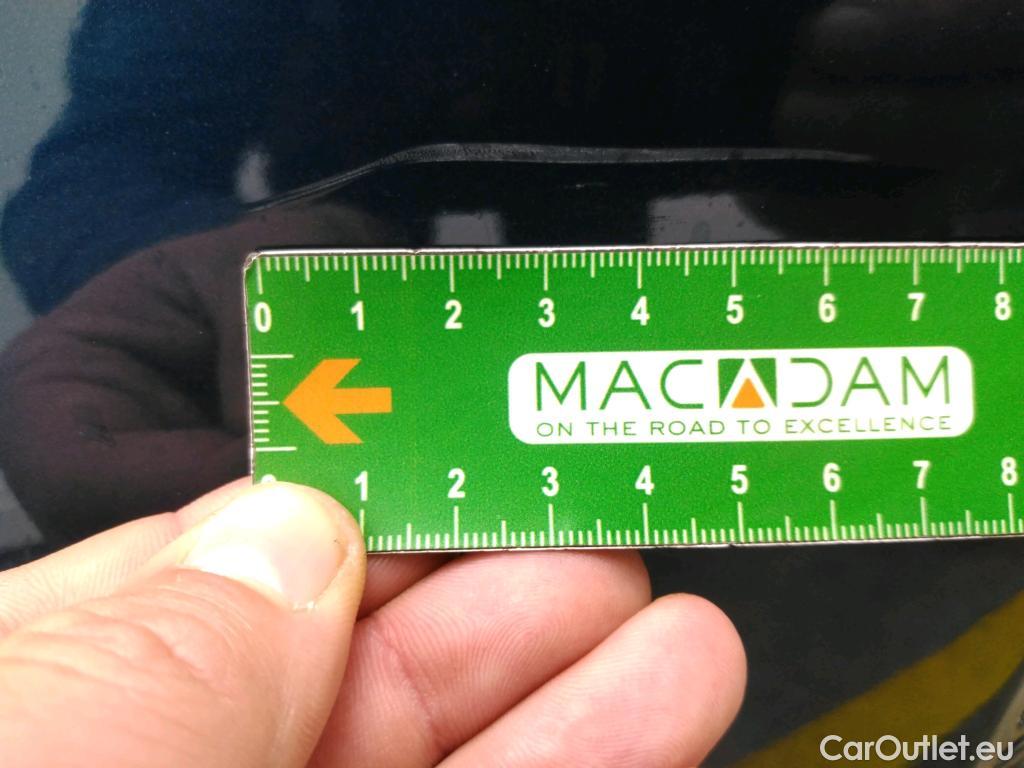 0 1 2 3 4 5 6 7 8
MACADAM
ON THE ROAD TO EXCELLENCE
1 2 3 4 5 6 7 8
CarOutlet.eu